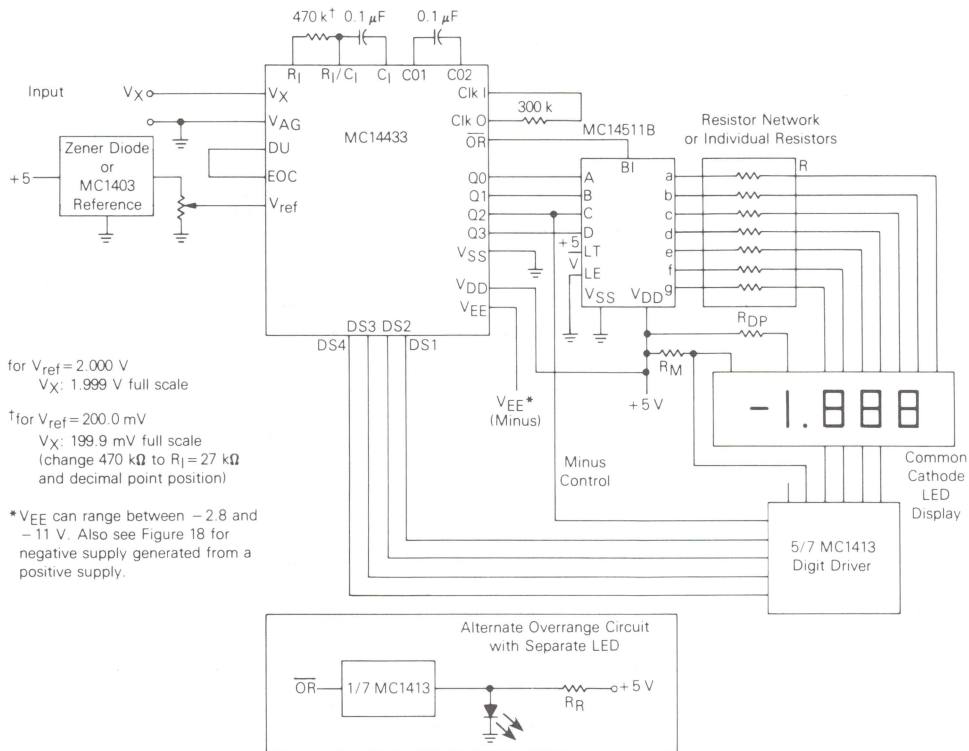 470 k†
0.1 µF
0.1 µF
RI
RI/CI
CI
CO1
CO2
Input
VX
VX
Clk I
300 k
VAG
Clk O
MC14433
OR
MC14511B
Resistor Network
or Individual Resistors
Zener Diode
or
MC1403
Reference
+5
DU
EOC
Vref
BI
R
Q0
A
a
Q1
B
b
Q2
C
c
Q3
D
d
+5
V
LT
e
LE
f
g
VSS
VDD
VEE
VSS
VDD
RDP
DS4
DS3
DS2
DS1
RM
+5 V
VEE*
(Minus)
-1.888
Common
Cathode
LED
Display
Minus
Control
5/7 MC1413
Digit Driver
for Vref = 2.000 V
VX: 1.999 V full scale
†for Vref = 200.0 mV
VX: 199.9 mV full scale
(change 470 kΩ to RI = 27 kΩ
and decimal point position)
*VEE can range between −2.8 and
−11 V. Also see Figure 18 for
negative supply generated from a
positive supply.
Alternate Overrange Circuit
with Separate LED
OR
1/7 MC1413
RR
+5 V